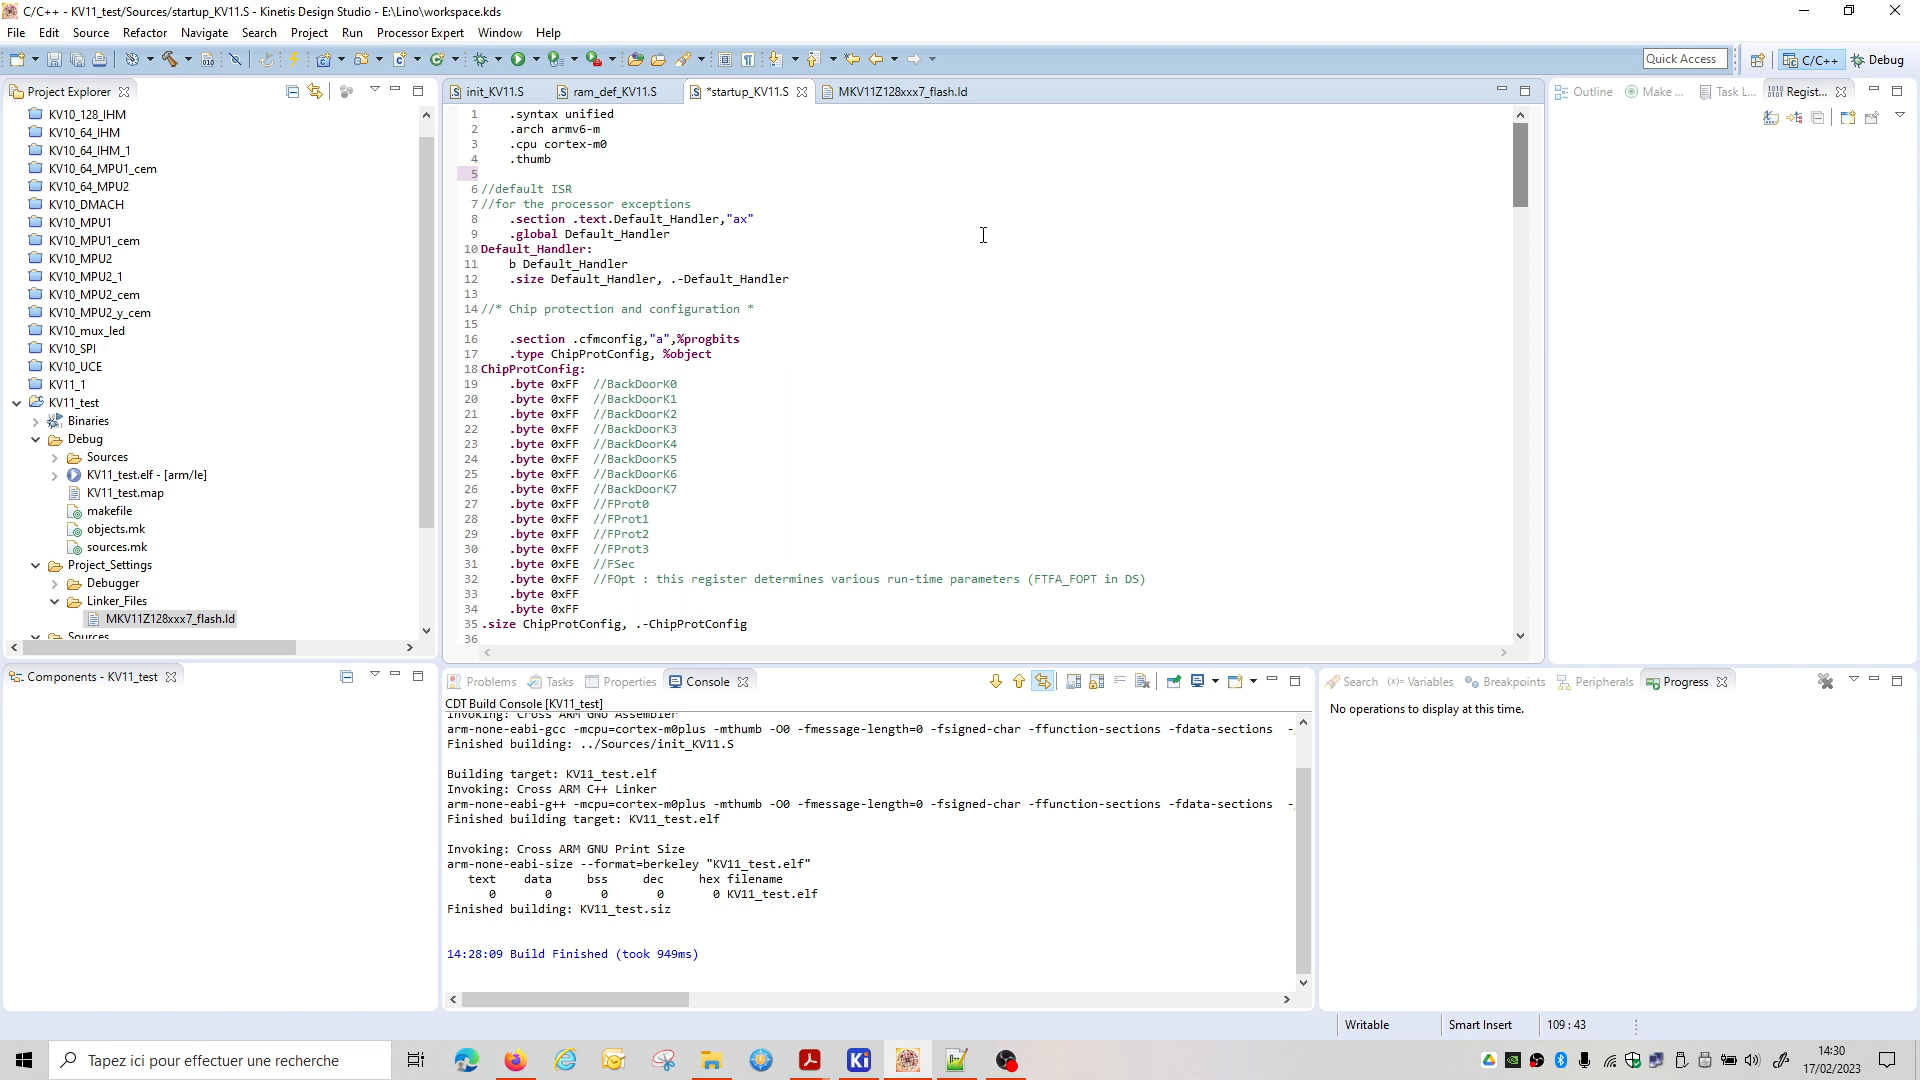 C/C++ - KV11_test/Sources/startup_KV11.S - Kinetis Design Studio - E:\Lino\workspace.kds
File Edit Source Refactor Navigate Search Project Run Processor Expert Window Help
Quick Access
C/C++
Debug
Project Explorer
KV10_128_IHM
KV10_64_IHM
KV10_64_IHM_1
KV10_64_MPU1_cem
KV10_64_MPU2
KV10_DMACH
KV10_MPU1
KV10_MPU1_cem
KV10_MPU2
KV10_MPU2_1
KV10_MPU2_cem
KV10_MPU2_y_cem
KV10_mux_led
KV10_SPI
KV10_UCE
KV11_1
KV11_test
Binaries
Debug
Sources
KV11_test.elf - [arm/le]
KV11_test.map
makefile
objects.mk
sources.mk
Project_Settings
Debugger
Linker_Files
MKV11Z128xxx7_flash.ld
Sources
init_KV11.S
ram_def_KV11.S
*startup_KV11.S
MKV11Z128xxx7_flash.ld
1 .syntax unified
2 .arch armv6-m
3 .cpu cortex-m0
4 .thumb
5
6 //default ISR
7 //for the processor exceptions
8 .section .text.Default_Handler,"ax"
9 .global Default_Handler
10 Default_Handler:
11 b Default_Handler
12 .size Default_Handler, .-Default_Handler
13
14 //* Chip protection and configuration *
15
16 .section .cfmconfig,"a",%progbits
17 .type ChipProtConfig, %object
18 ChipProtConfig:
19 .byte 0xFF //BackDoorK0
20 .byte 0xFF //BackDoorK1
21 .byte 0xFF //BackDoorK2
22 .byte 0xFF //BackDoorK3
23 .byte 0xFF //BackDoorK4
24 .byte 0xFF //BackDoorK5
25 .byte 0xFF //BackDoorK6
26 .byte 0xFF //BackDoorK7
27 .byte 0xFF //FProt0
28 .byte 0xFF //FProt1
29 .byte 0xFF //FProt2
30 .byte 0xFF //FProt3
31 .byte 0xFE //FSec
32 .byte 0xFF //FOpt : this register determines various run-time parameters (FTFA_FOPT in DS)
33 .byte 0xFF
34 .byte 0xFF
35 .size ChipProtConfig, .-ChipProtConfig
36
Outline
Make ...
Task L...
Regist...
Components - KV11_test
Problems
Tasks
Properties
Console
CDT Build Console [KV11_test]
Invoking: Cross ARM GNU Assembler
arm-none-eabi-gcc -mcpu=cortex-m0plus -mthumb -O0 -fmessage-length=0 -fsigned-char -ffunction-sections -fdata-sections -
Finished building: ../Sources/init_KV11.S
Building target: KV11_test.elf
Invoking: Cross ARM C++ Linker
arm-none-eabi-g++ -mcpu=cortex-m0plus -mthumb -O0 -fmessage-length=0 -fsigned-char -ffunction-sections -fdata-sections -
Finished building target: KV11_test.elf
Invoking: Cross ARM GNU Print Size
arm-none-eabi-size --format=berkeley "KV11_test.elf"
text data bss dec hex filename
0 0 0 0 0 KV11_test.elf
Finished building: KV11_test.siz
14:28:09 Build Finished (took 949ms)
Search
(x)= Variables
Breakpoints
Peripherals
Progress
No operations to display at this time.
Writable
Smart Insert
109 : 43
Tapez ici pour effectuer une recherche
Ki
14:30
17/02/2023